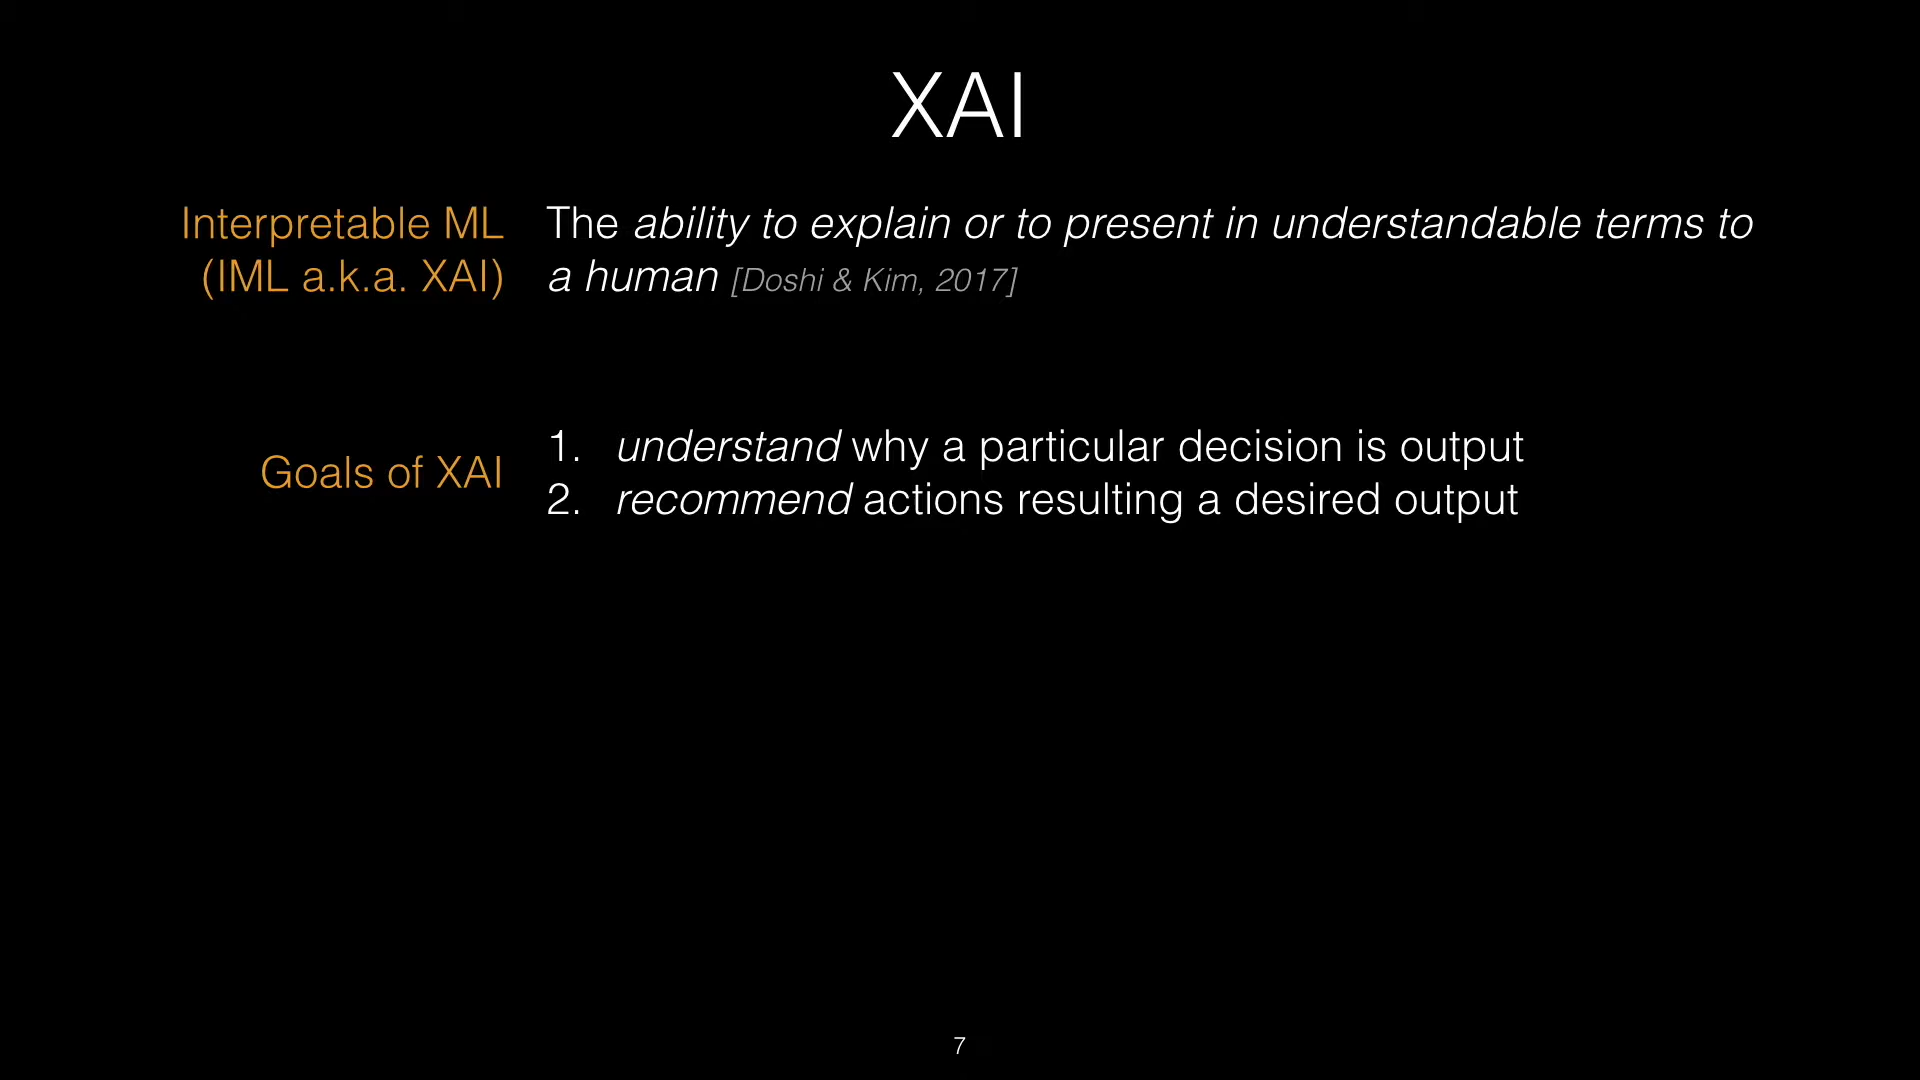 XAI
Interpretable ML
(IML a.k.a. XAI)
The ability to explain or to present in understandable terms to
a human [Doshi & Kim, 2017]
Goals of XAI
1. understand why a particular decision is output
2. recommend actions resulting a desired output
7